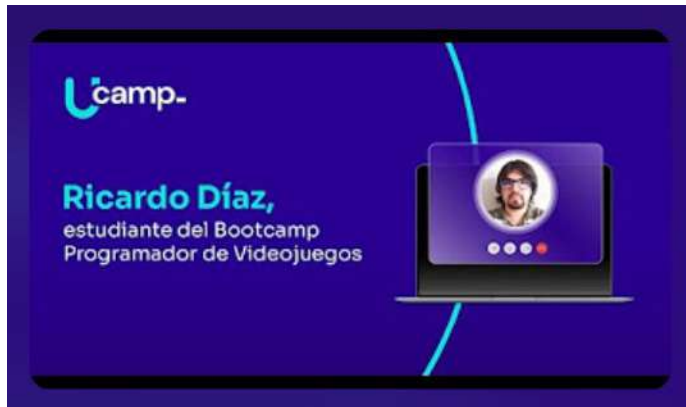 Ucamp.
Ricardo Díaz,
estudiante del Bootcamp
Programador de Videojuegos